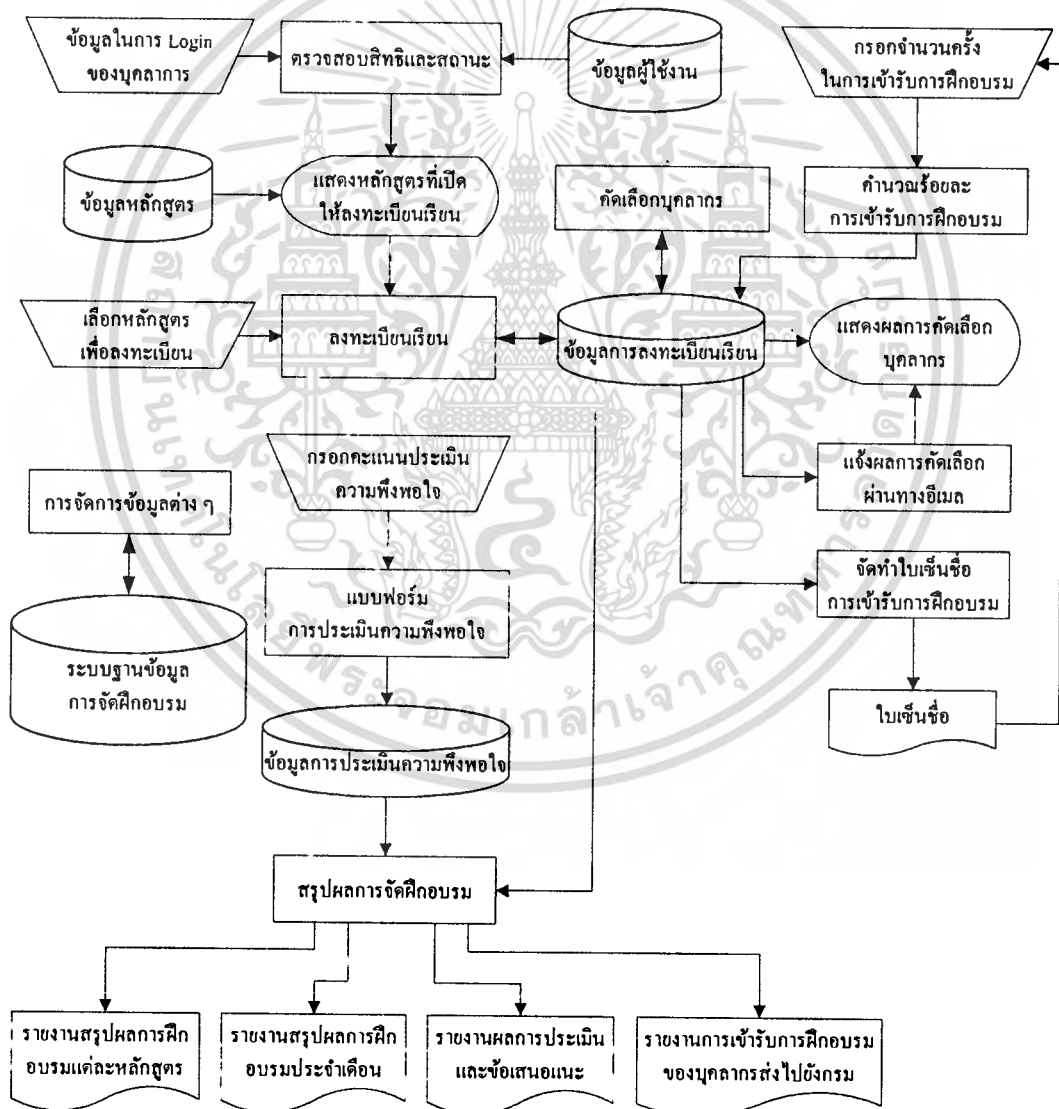 ข้อมูลในการ Login
ของบุคลาการ
ตรวจสอบสิทธิและสถานะ
ข้อมูลผู้ใช้งาน
กรอกจำนวนครั้ง
ในการเข้ารับการฝึกอบรม
ข้อมูลหลักสูตร
แสดงหลักสูตรที่เปิด
ให้ลงทะเบียนเรียน
คัดเลือกบุคลากร
คำนวณร้อยละ
การเข้ารับการฝึกอบรม
เลือกหลักสูตร
เพื่อลงทะเบียน
ลงทะเบียนเรียน
ข้อมูลการลงทะเบียนเรียน
แสดงผลการคัดเลือก
บุคลากร
กรอกคะแนนประเมิน
ความพึงพอใจ
แจ้งผลการคัดเลือก
ผ่านทางอีเมล
การจัดการข้อมูลต่าง ๆ
แบบฟอร์ม
การประเมินความพึงพอใจ
จัดทำใบเซ็นชื่อ
การเข้ารับการฝึกอบรม
ระบบฐานข้อมูล
การจัดฝึกอบรม
ใบเซ็นชื่อ
ข้อมูลการประเมินความพึงพอใจ
สรุปผลการจัดฝึกอบรม
รายงานสรุปผลการฝึก
อบรมแต่ละหลักสูตร
รายงานสรุปผลการฝึก
อบรมประจำเดือน
รายงานผลการประเมิน
และข้อเสนอแนะ
รายงานการเข้ารับการฝึกอบรม
ของบุคลากรส่งไปยังกรม
พระจอมเกล้าเจ้าคุณทหาร